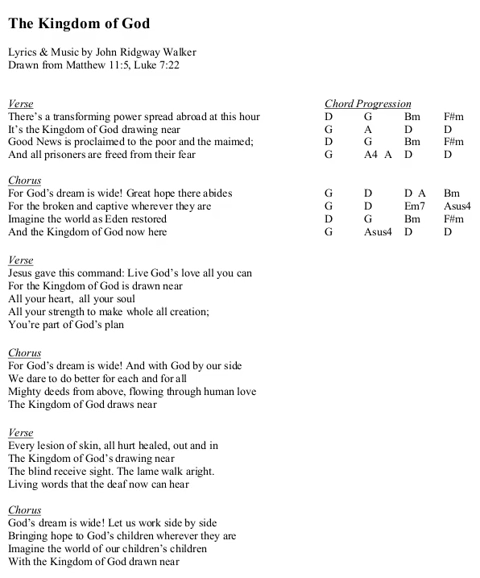 The Kingdom of God
Lyrics & Music by John Ridgway Walker
Drawn from Matthew 11:5, Luke 7:22
Verse Chord Progression
There's a transforming power spread abroad at this hour D G Bm F#m
It's the Kingdom of God drawing near G A D D
Good News is proclaimed to the poor and the maimed; D G Bm F#m
And all prisoners are freed from their fear G A4 A D D
Chorus
For God's dream is wide! Great hope there abides G D D A Bm
For the broken and captive wherever they are G D Em7 Asus4
Imagine the world as Eden restored D G Bm F#m
And the Kingdom of God now here G Asus4 D D
Verse
Jesus gave this command: Live God's love all you can
For the Kingdom of God is drawn near
All your heart, all your soul
All your strength to make whole all creation;
You're part of God's plan
Chorus
For God's dream is wide! And with God by our side
We dare to do better for each and for all
Mighty deeds from above, flowing through human love
The Kingdom of God draws near
Verse
Every lesion of skin, all hurt healed, out and in
The Kingdom of God's drawing near
The blind receive sight. The lame walk aright.
Living words that the deaf now can hear
Chorus
God's dream is wide! Let us work side by side
Bringing hope to God's children wherever they are
Imagine the world of our children's children
With the Kingdom of God drawn near